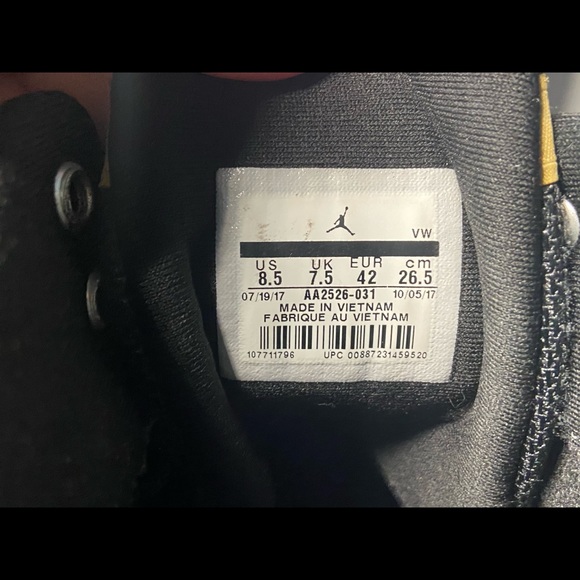 VW
US UK EUR cm
8.5 7.5 42 26.5
07/19/17 AA2526-031 10/05/17
MADE IN VIETNAM
FABRIQUE AU VIETNAM
107711796 UPC 00887231459520